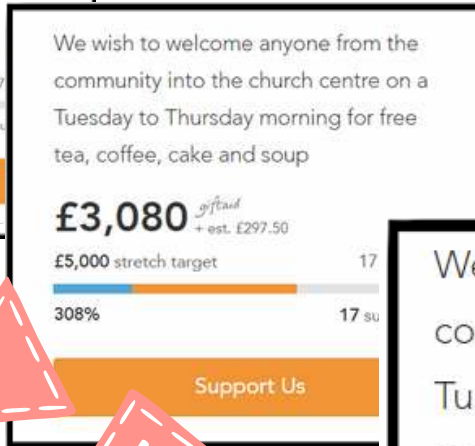 We wish to welcome anyone from the
community into the church centre on a
Tuesday to Thursday morning for free
tea, coffee, cake and soup
£3,080 giftaid
+ est. £297.50
£5,000 stretch target 17
308% 17 su
Support Us
We
co
Tu